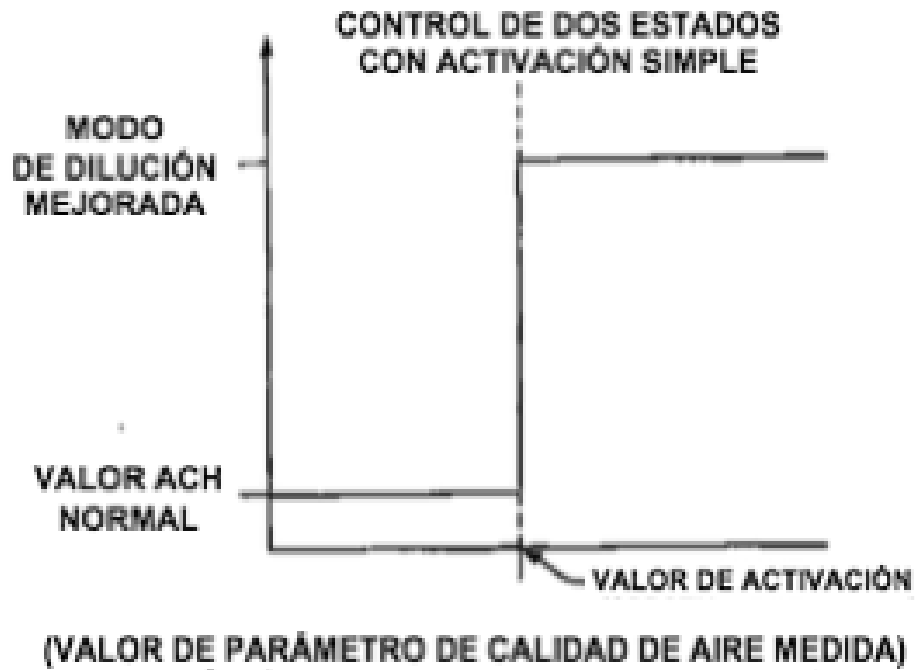 CONTROL DE DOS ESTADOS
CON ACTIVACIÓN SIMPLE
MODO
DE DILUCIÓN
MEJORADA
VALOR ACH
NORMAL
VALOR DE ACTIVACIÓN
(VALOR DE PARÁMETRO DE CALIDAD DE AIRE MEDIDA)